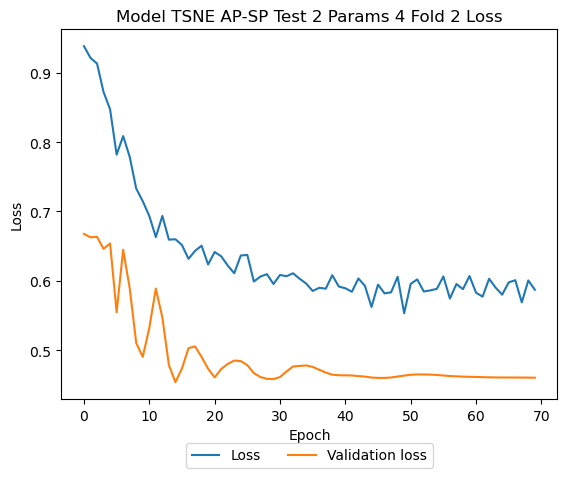 Model TSNE AP-SP Test 2 Params 4 Fold 2 Loss
Loss
0.9
0.8
0.7
0.6
0.5
0 10 20 30 40 50 60 70
Epoch
Loss Validation loss